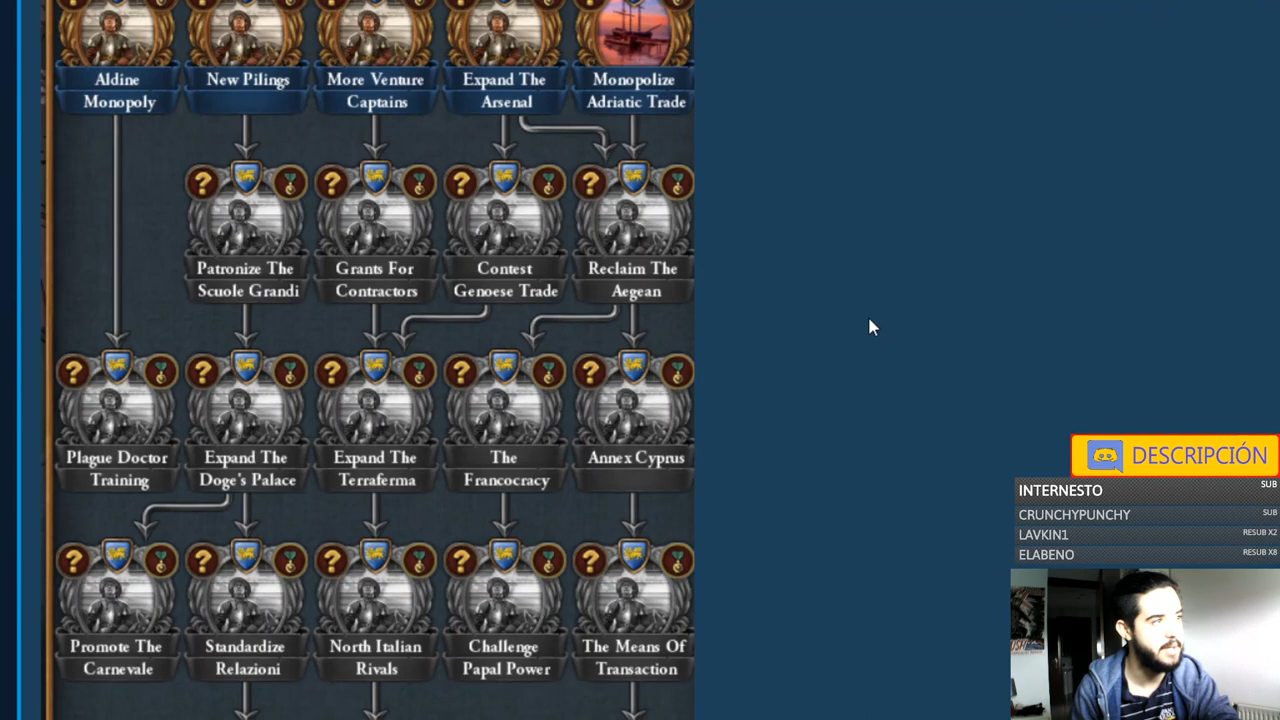 Aldine
Monopoly
New Pilings
More Venture
Captains
Expand The
Arsenal
Monopolize
Adriatic Trade
Patronize The
Scuole Grandi
Grants For
Contractors
Contest
Genoese Trade
Reclaim The
Aegean
Plague Doctor
Training
Expand The
Doge's Palace
Expand The
Terraferma
The
Francocracy
Annex Cyprus
Promote The
Carnevale
Standardize
Relazioni
North Italian
Rivals
Challenge
Papal Power
The Means Of
Transaction
DESCRIPCIÓN
INTERNESTO SUB
CRUNCHYPUNCHY SUB
LAVKIN1 RESUB X2
ELABENO RESUB X8